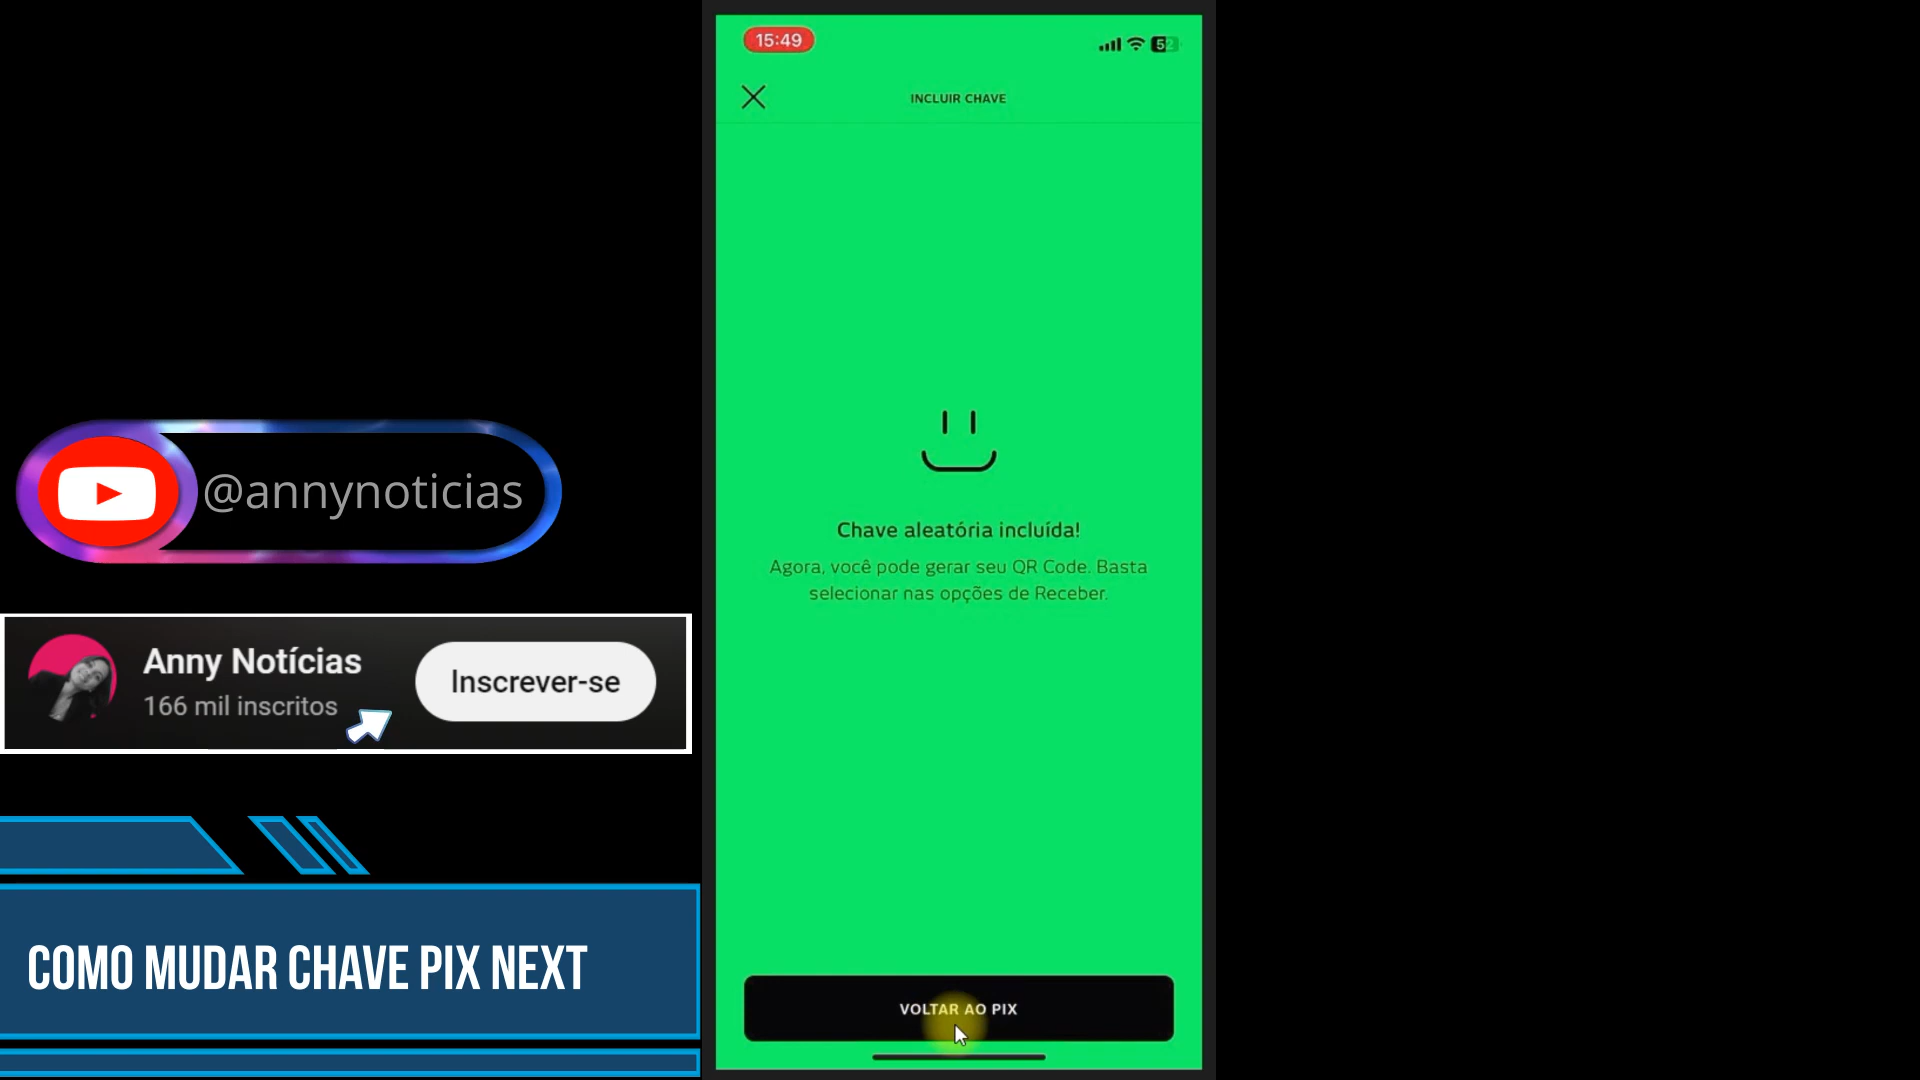 15:49
52
INCLUIR CHAVE
Chave aleatória incluída!
Agora, você pode gerar seu QR Code. Basta
selecionar nas opções de Receber.
VOLTAR AO PIX
@annynoticias
Anny Notícias
166 mil inscritos
Inscrever-se
COMO MUDAR CHAVE PIX NEXT